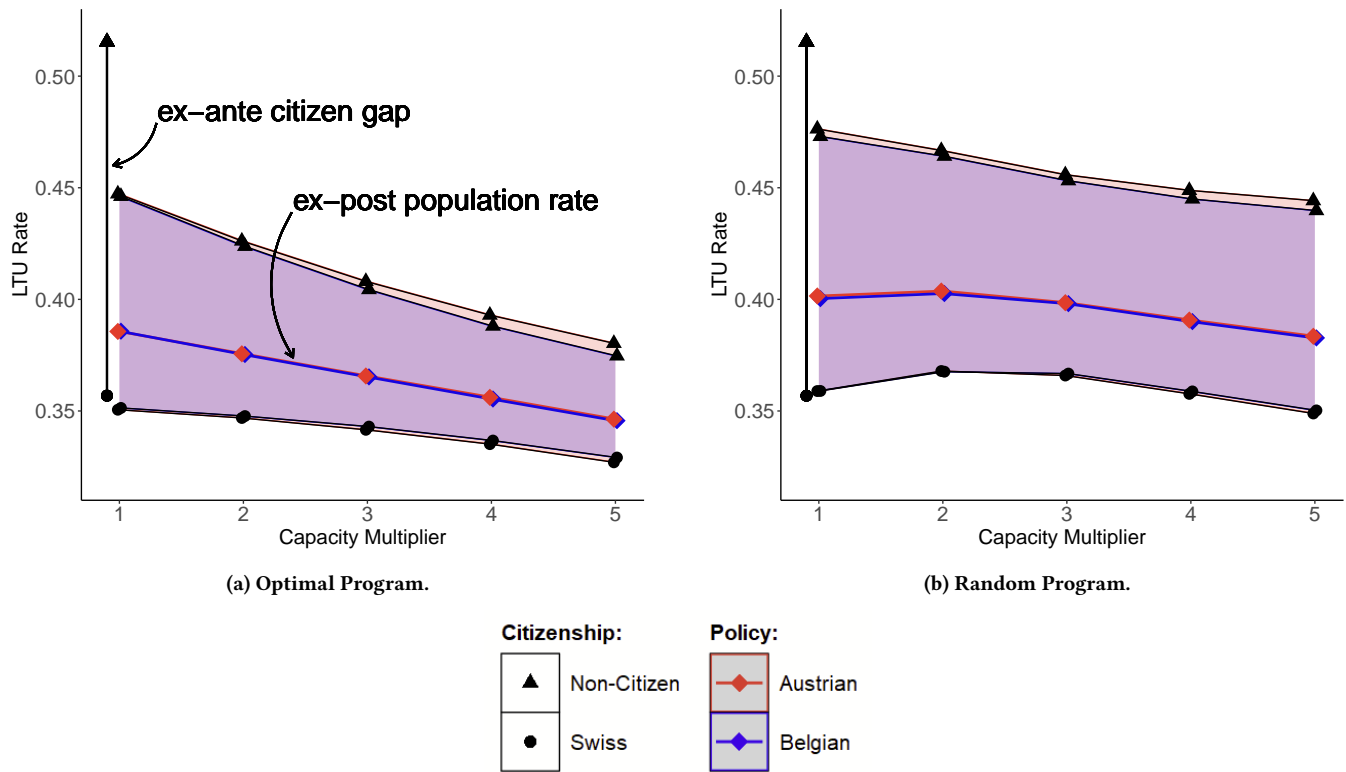 0.50
0.45
0.40
0.35
LTU Rate
ex-ante citizen gap
ex-post population rate
1 2 3 4 5
Capacity Multiplier
(a) Optimal Program.
0.50
0.45
0.40
0.35
LTU Rate
1 2 3 4 5
Capacity Multiplier
(b) Random Program.
Citizenship:
Non-Citizen
Swiss
Policy:
Austrian
Belgian